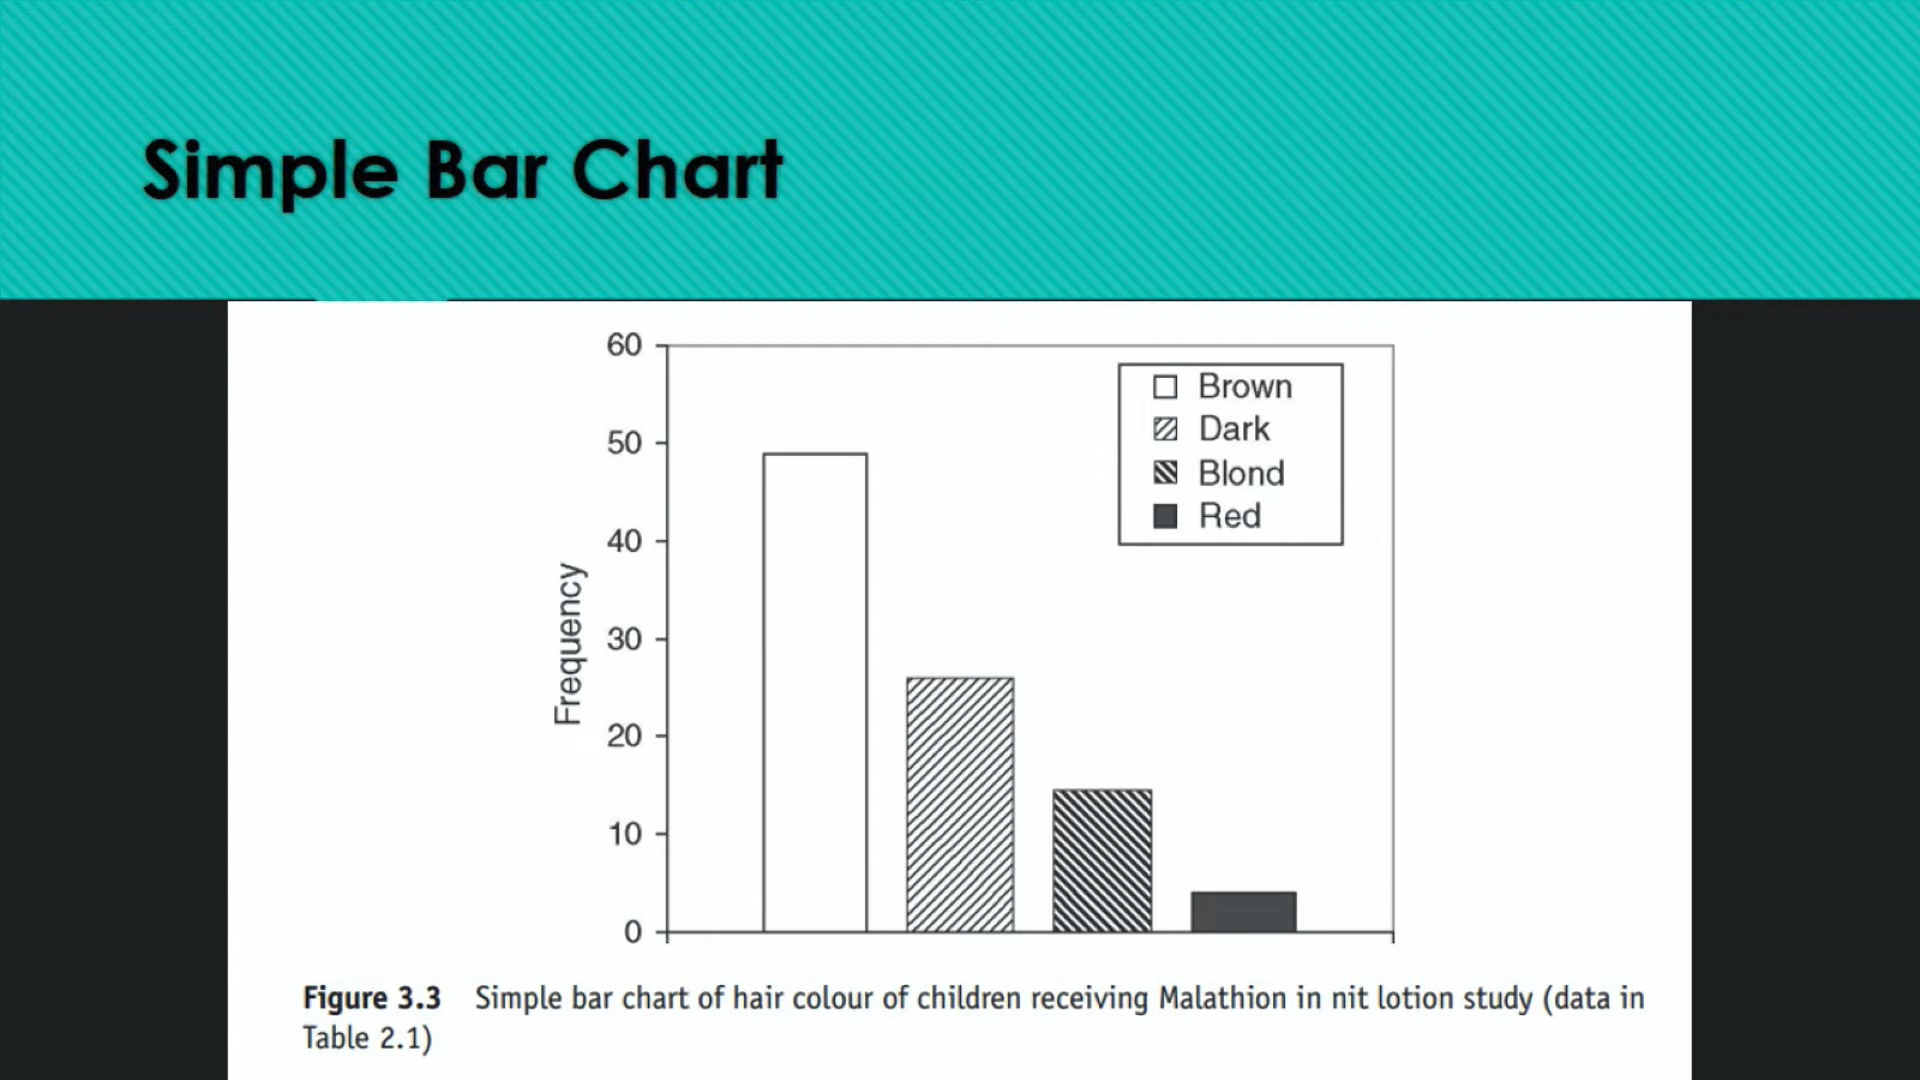 Simple Bar Chart
60
50
40
30
20
10
0
Frequency
Brown
Dark
Blond
Red
Figure 3.3 Simple bar chart of hair colour of children receiving Malathion in nit lotion study (data in
Table 2.1)